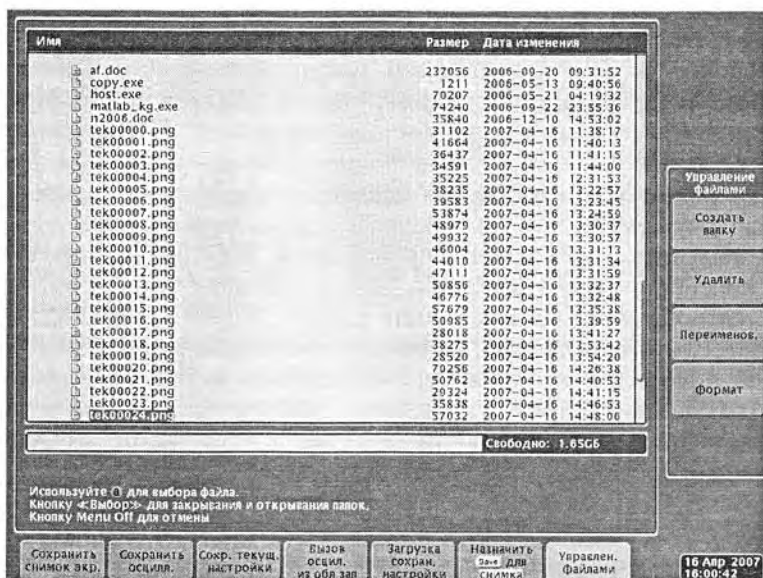 Имя Размер Дата изменения
af.doc 237056 2006-09-20 09:31:52
copy.exe 1211 2006-05-13 09:40:56
host.exe 70207 2006-05-21 04:19:32
matlab_kg.exe 74240 2006-09-22 23:55:36
n2006.doc 35840 2006-12-10 14:53:02
tek00000.png 31102 2007-04-16 11:38:17
tek00001.png 41664 2007-04-16 11:40:13
tek00002.png 36437 2007-04-16 11:41:15
tek00003.png 34591 2007-04-16 11:44:00
tek00004.png 35225 2007-04-16 12:31:53
tek00005.png 38235 2007-04-16 13:22:57
tek00006.png 39583 2007-04-16 13:23:45
tek00007.png 53874 2007-04-16 13:24:59
tek00008.png 48979 2007-04-16 13:30:37
tek00009.png 49932 2007-04-16 13:30:57
tek00010.png 46004 2007-04-16 13:31:13
tek00011.png 44010 2007-04-16 13:31:34
tek00012.png 47111 2007-04-16 13:31:59
tek00013.png 50856 2007-04-16 13:32:37
tek00014.png 46776 2007-04-16 13:32:48
tek00015.png 57679 2007-04-16 13:35:38
tek00016.png 50985 2007-04-16 13:39:59
tek00017.png 28018 2007-04-16 13:41:27
tek00018.png 38275 2007-04-16 13:53:42
tek00019.png 28520 2007-04-16 13:54:20
tek00020.png 70256 2007-04-16 14:26:38
tek00021.png 50762 2007-04-16 14:40:53
tek00022.png 29324 2007-04-16 14:41:15
tek00023.png 35838 2007-04-16 14:46:53
tek00024.png 57032 2007-04-16 14:48:06
Свободно: 1.65Gб
Используйте для выбора файла.
Кнопку «Выбор» для закрывания и открывания папок,
Кнопку Menu Off для отмены
Управление
файлами
Создать
папку
Удалить
Переименов.
Формат
Сохранить
снимок экр.
Сохранить
осцилл.
Сохр. текущ.
настройки
Вызов
осцил.
из обл зап
Загрузка
сохран.
настройки
Назначить
Save для
снимка
Управлен.
файлами
16 Апр 2007
16:00:42